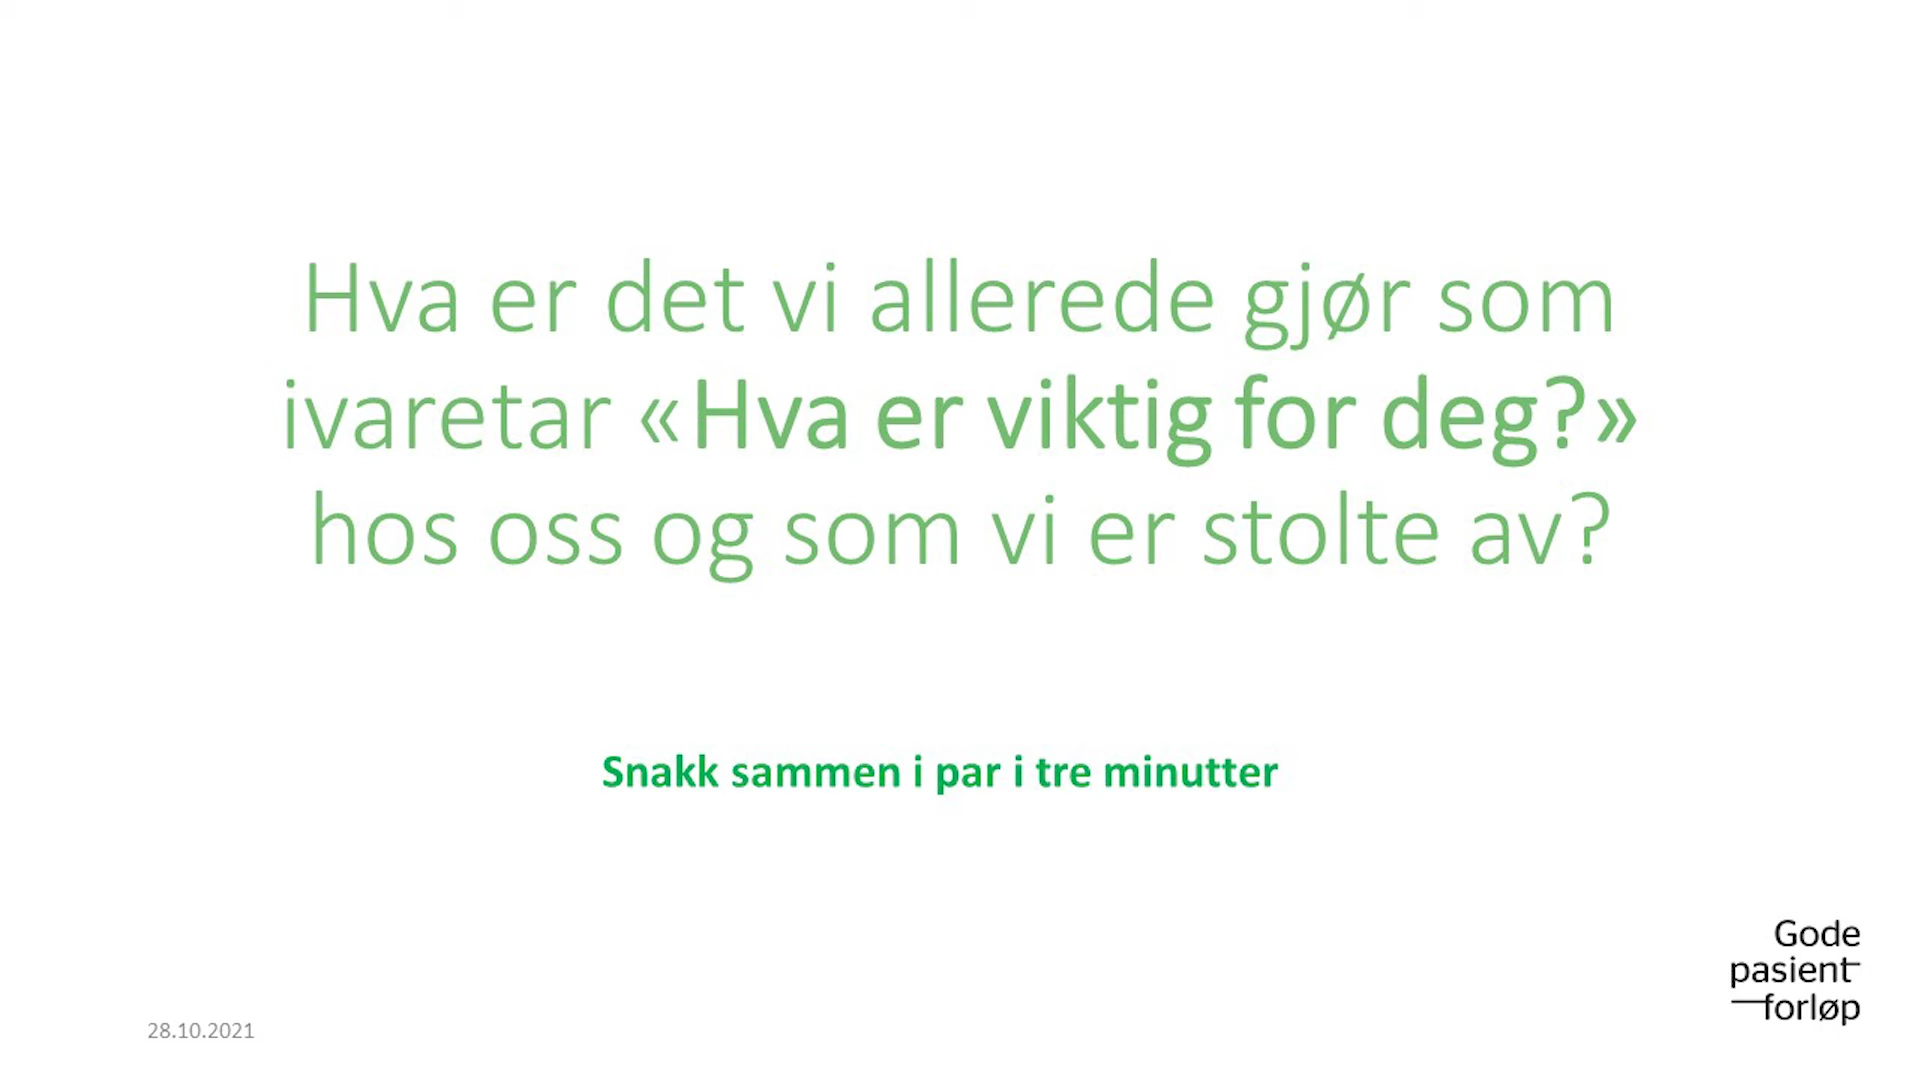 Hva er det vi allerede gjør som
ivaretar «Hva er viktig for deg?»
hos oss og som vi er stolte av?
Snakk sammen i par i tre minutter
Gode
pasient-
forløp
28.10.2021